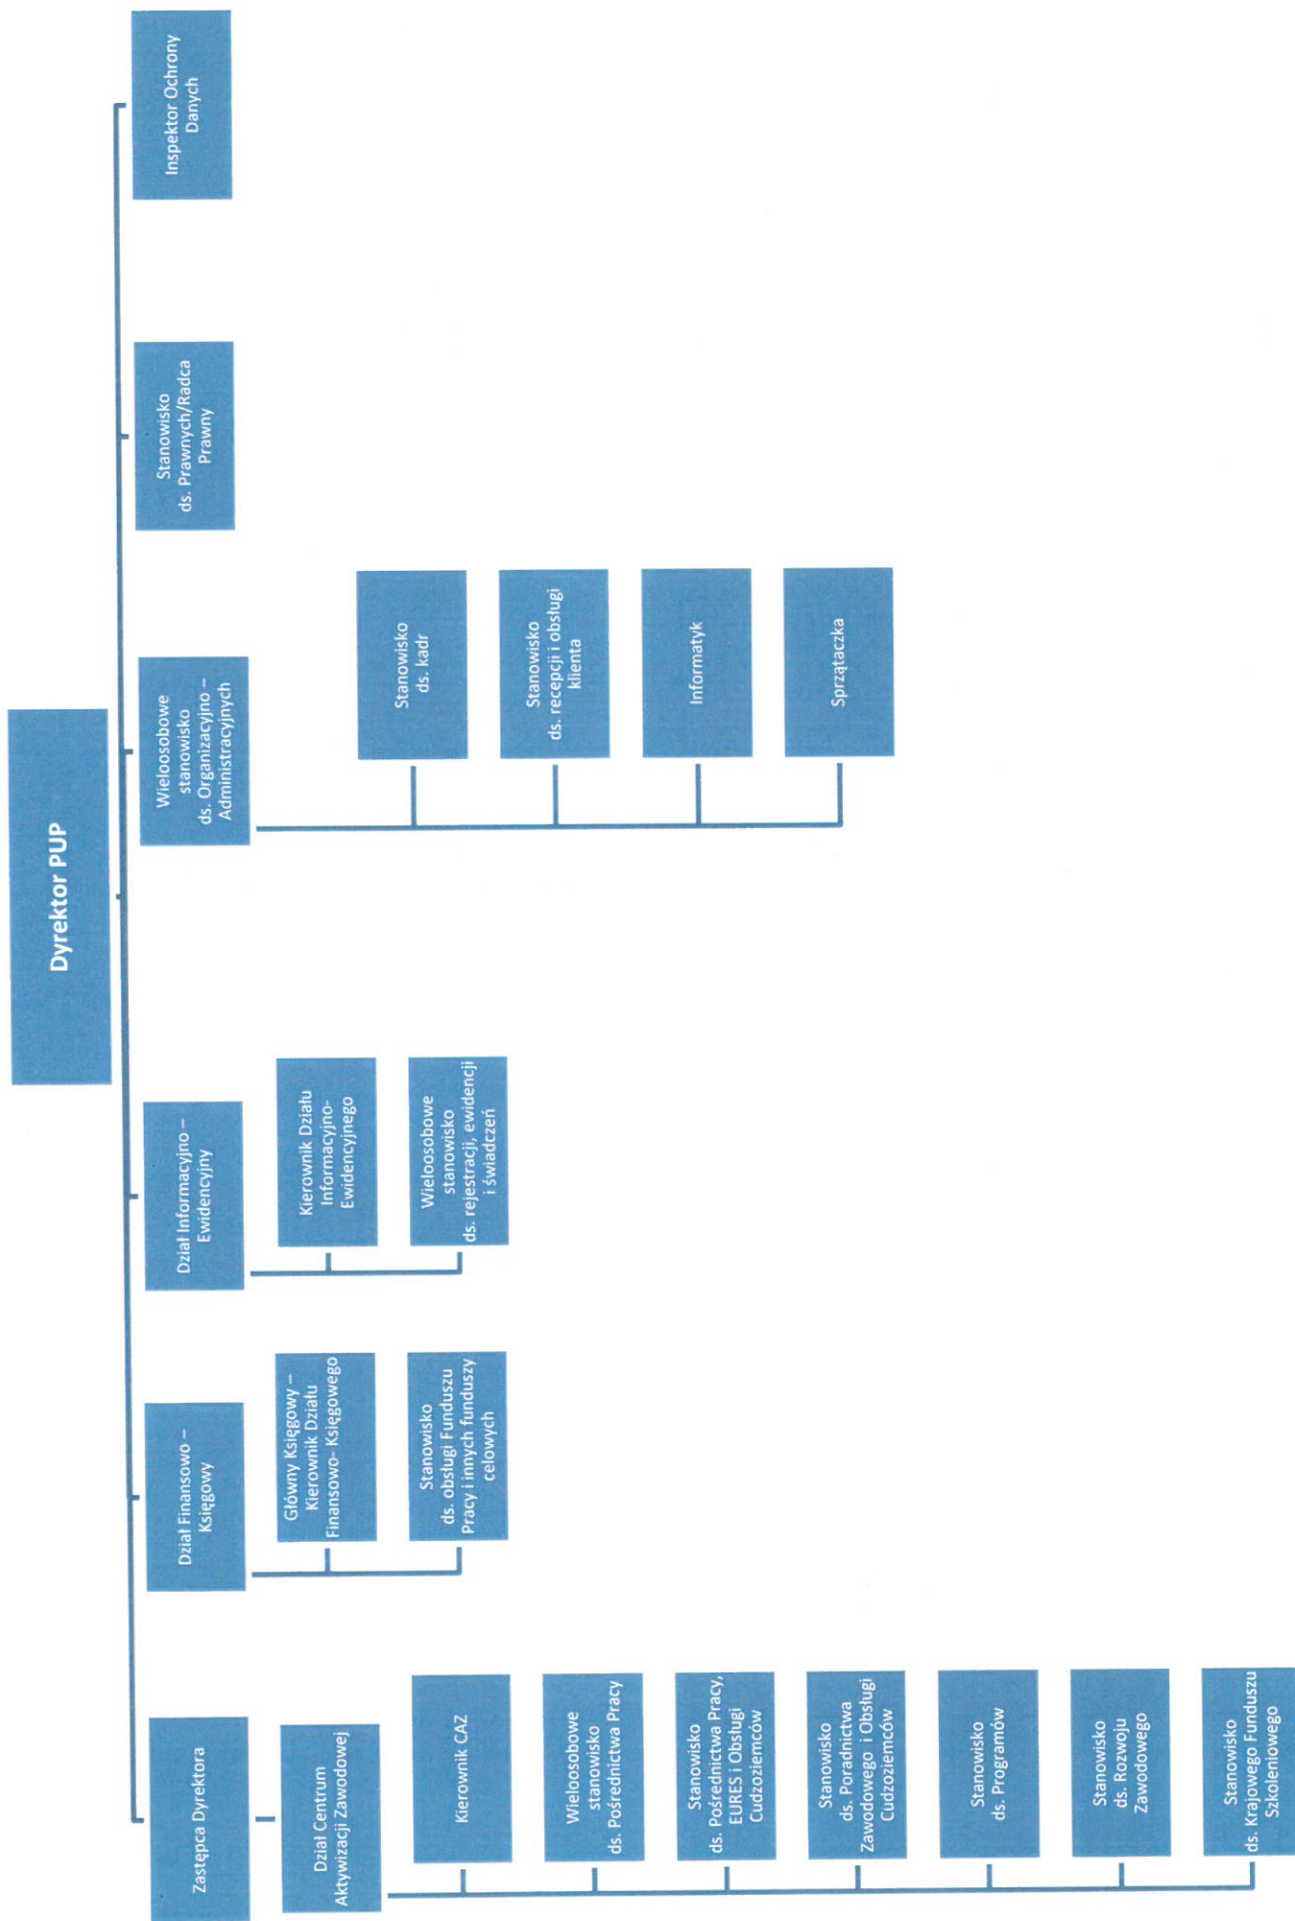 Dyrektor PUP
Zastępca Dyrektora
Dział Centrum
Aktywizacji Zawodowej
Kierownik CAZ
Wieloosobowe
stanowisko
ds. Pośrednictwa Pracy
Stanowisko
ds. Pośrednictwa Pracy,
EURES i Obsługi
Cudzoziemców
Stanowisko
ds. Poradnictwa
Zawodowego i Obsługi
Cudzoziemców
Stanowisko
ds. Programów
Stanowisko
ds. Rozwoju
Zawodowego
Stanowisko
ds. Krajowego Funduszu
Szkoleniowego
Dział Finansowo –
Księgowy
Główny Księgowy –
Kierownik Działu
Finansowo- Księgowego
Stanowisko
ds. obsługi Funduszu
Pracy i innych funduszy
celowych
Dział Informacyjno –
Ewidencyjny
Kierownik Działu
Informacyjno-
Ewidencyjnego
Wieloosobowe
stanowisko
ds. rejestracji, ewidencji
i świadczeń
Wieloosobowe
stanowisko
ds. Organizacyjno –
Administracyjnych
Stanowisko
ds. kadr
Stanowisko
ds. recepcji i obsługi
klienta
Informatyk
Sprzątaczka
Stanowisko
ds. Prawnych/Radca
Prawny
Inspektor Ochrony
Danych